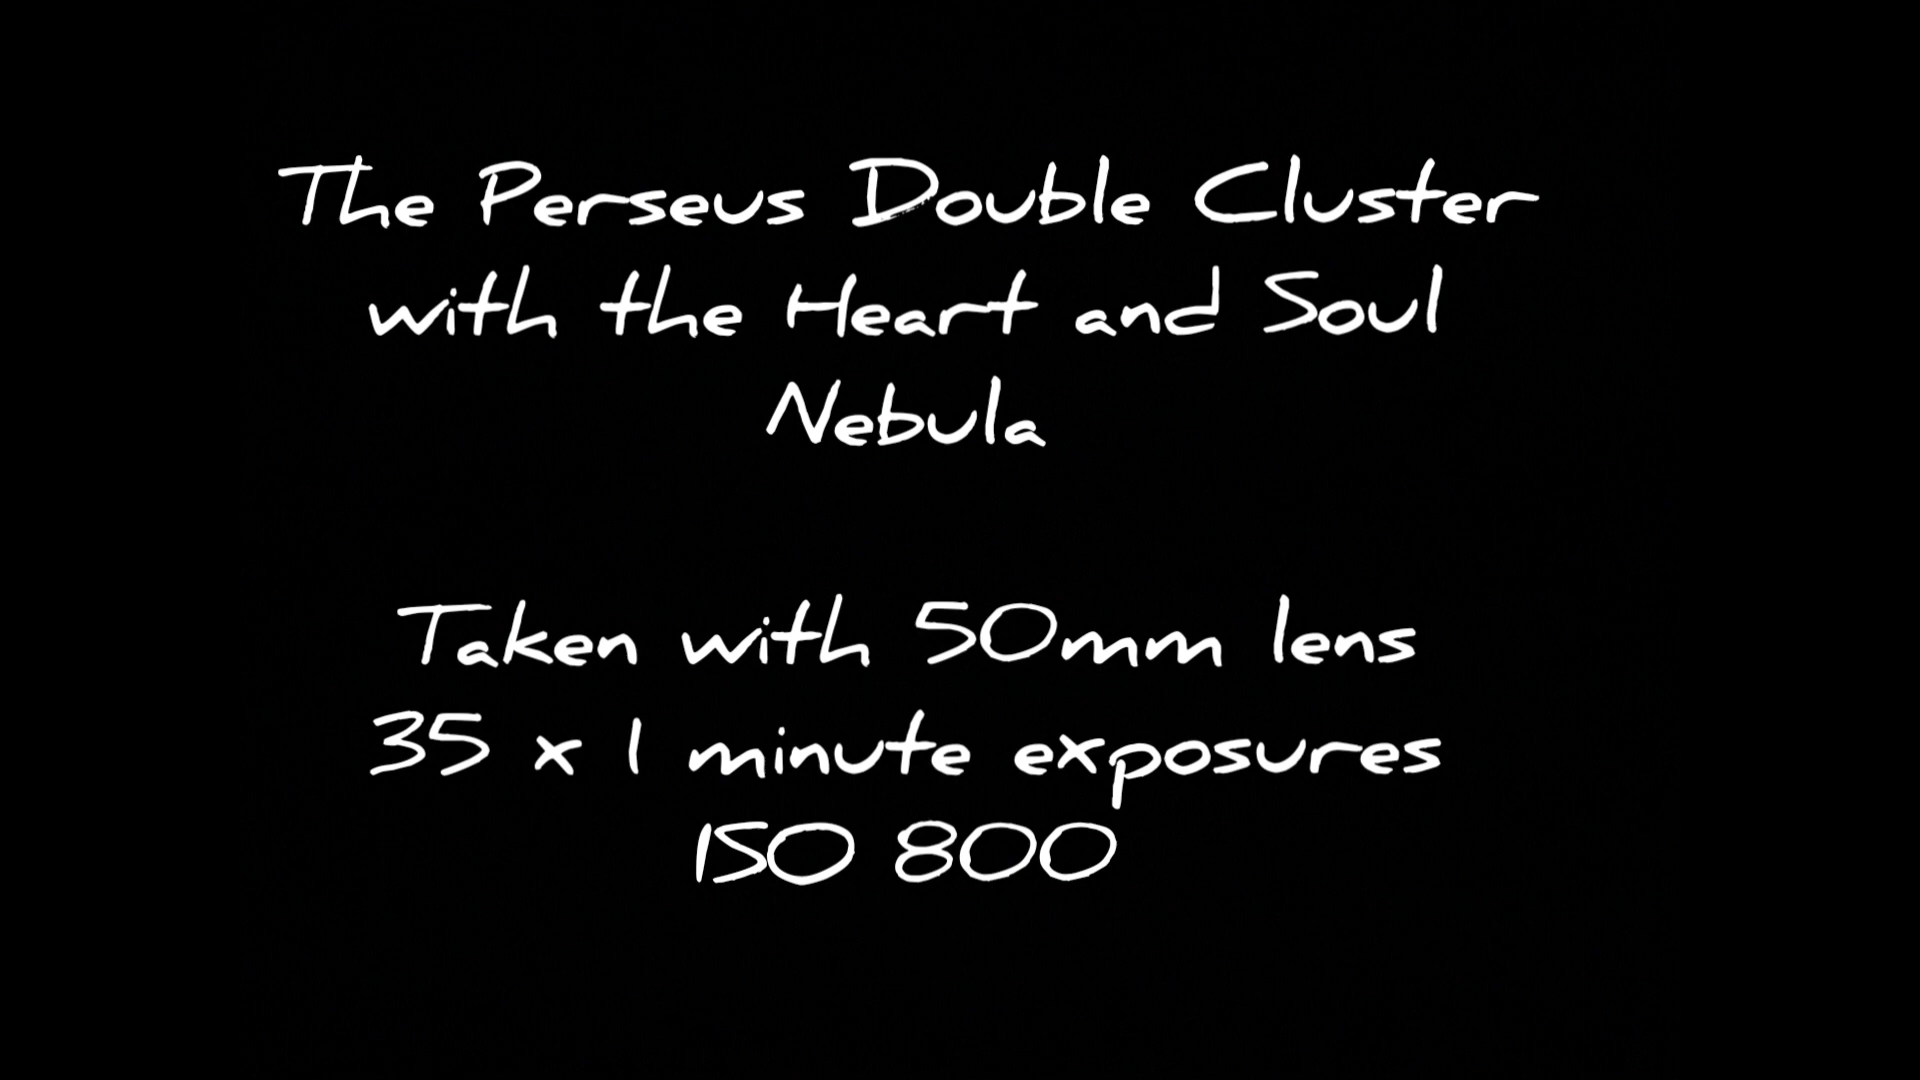 The Perseus Double Cluster
with the Heart and Soul
Nebula
Taken with 50mm lens
35 x 1 minute exposures
ISO 800